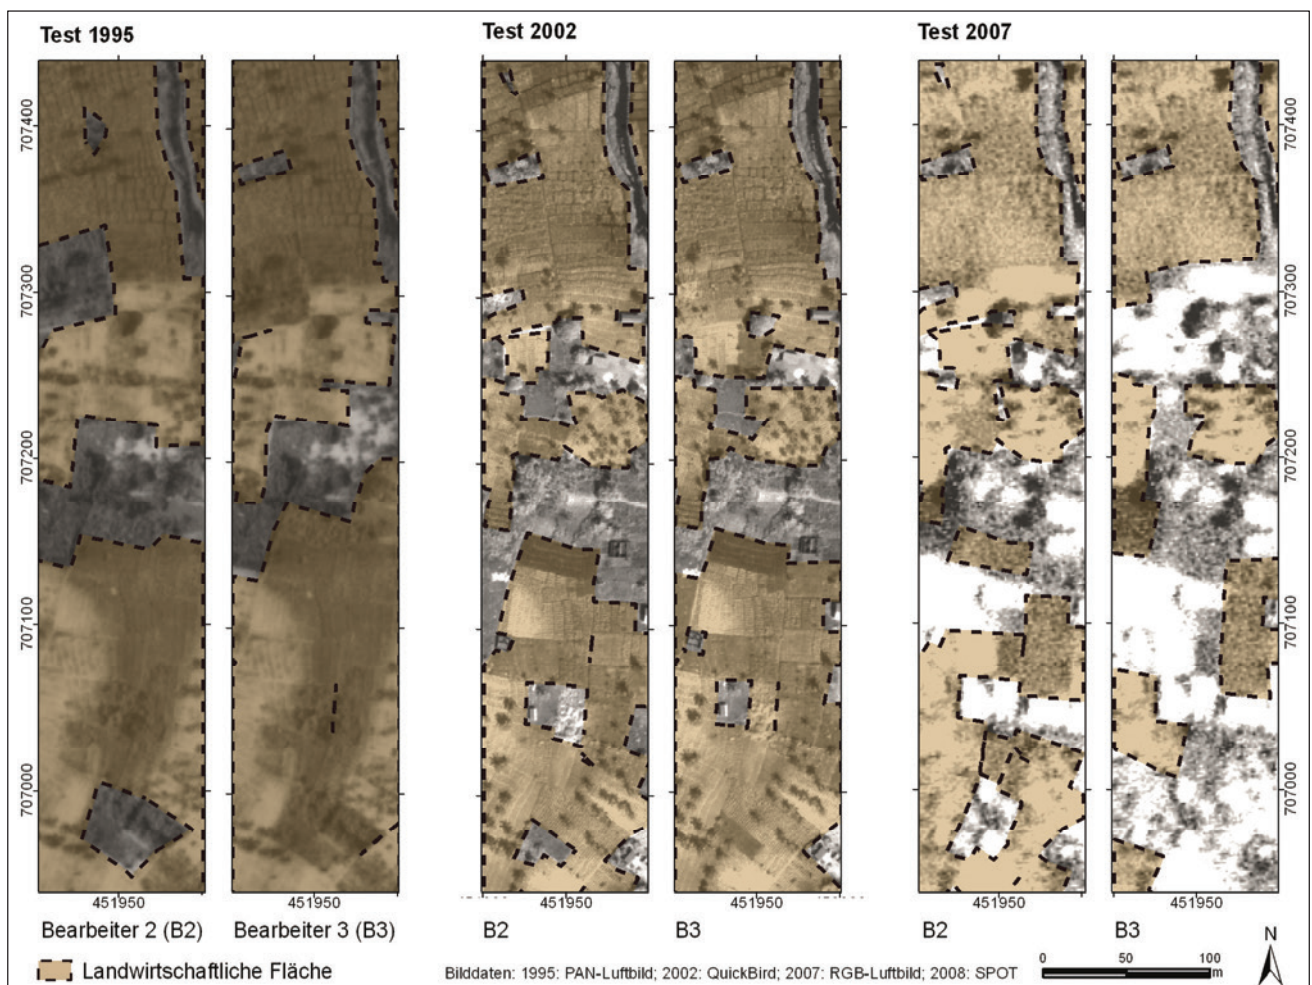 Test 1995
Test 2002
Test 2007
707400
707300
707200
707100
707000
707400
707300
707200
707100
707000
451950
451950
451950
451950
451950
451950
Bearbeiter 2 (B2)
Bearbeiter 3 (B3)
B2
B3
B2
B3
N
Landwirtschaftliche Fläche
Bilddaten: 1995: PAN-Luftbild; 2002: QuickBird; 2007: RGB-Luftbild; 2008: SPOT
0 50 100
m